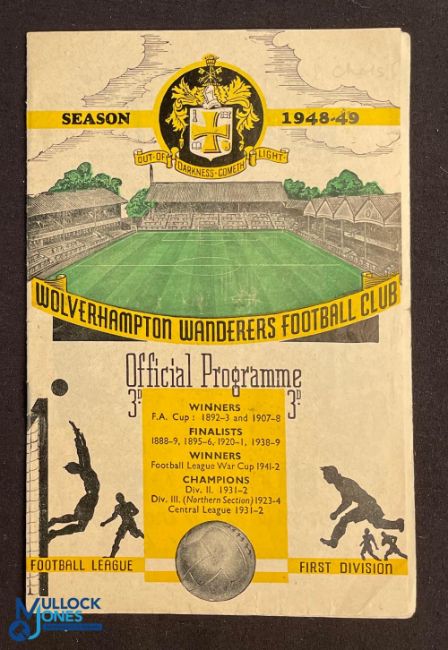 SEASON 1948-49
OUT·OF DARKNESS·COMETH LIGHT·
WOLVERHAMPTON WANDERERS FOOTBALL CLUB
Official Programme
3D 3D
WINNERS
F.A. Cup : 1892-3 and 1907-8
FINALISTS
1888-9, 1895-6, 1920-1, 1938-9
WINNERS
Football League War Cup 1941-2
CHAMPIONS
Div. II. 1931-2
Div. III. (Northern Section) 1923-4
Central League 1931-2
FOOTBALL LEAGUE FIRST DIVISION
MULLOCK
JONES